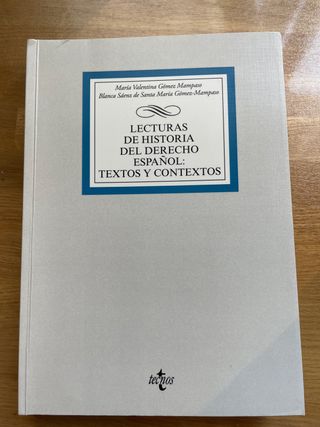 María Valentina Gómez Mampaso
Blanca Sáenz de Santa María Gómez-Mampaso
LECTURAS
DE HISTORIA
DEL DERECHO
ESPAÑOL:
TEXTOS Y CONTEXTOS
tecnos